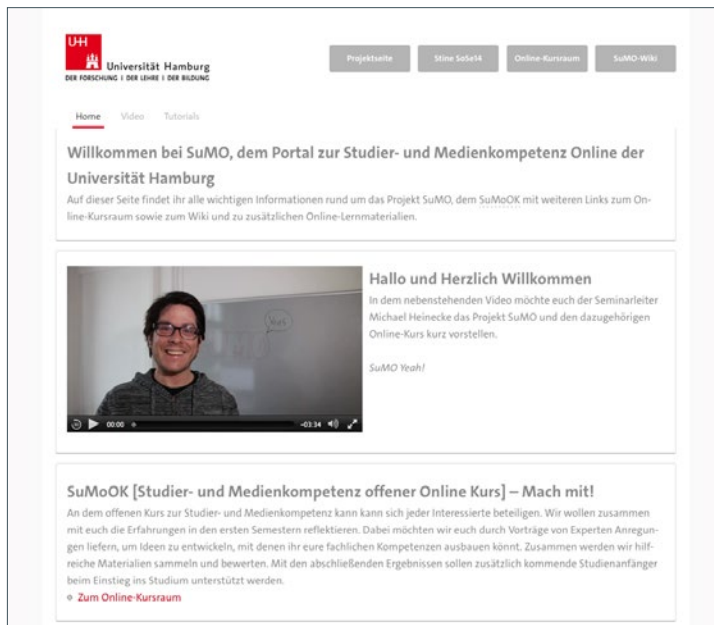 UHH
Universität Hamburg
DER FORSCHUNG | DER LEHRE | DER BILDUNG
Projektseite
Stine SoSe14
Online-Kursraum
SuMO-Wiki
Home
Video
Tutorials
Willkommen bei SuMO, dem Portal zur Studier- und Medienkompetenz Online der
Universität Hamburg
Auf dieser Seite findet ihr alle wichtigen Informationen rund um das Projekt SuMO, dem SuMoOK mit weiteren Links zum On-
line-Kursraum sowie zum Wiki und zu zusätzlichen Online-Lernmaterialien.
Hallo und Herzlich Willkommen
In dem nebenstehenden Video möchte euch der Seminarleiter
Michael Heinecke das Projekt SuMO und den dazugehörigen
Online-Kurs kurz vorstellen.
SuMO Yeah!
00:00
-03:34
SuMoOK [Studier- und Medienkompetenz offener Online Kurs] – Mach mit!
An dem offenen Kurs zur Studier- und Medienkompetenz kann kann sich jeder Interessierte beteiligen. Wir wollen zusammen
mit euch die Erfahrungen in den ersten Semestern reflektieren. Dabei möchten wir euch durch Vorträge von Experten Anregun-
gen liefern, um Ideen zu entwickeln, mit denen ihr eure fachlichen Kompetenzen ausbauen könnt. Zusammen werden wir hilf-
reiche Materialien sammeln und bewerten. Mit den abschließenden Ergebnissen sollen zusätzlich kommende Studienanfänger
beim Einstieg ins Studium unterstützt werden.
Zum Online-Kursraum